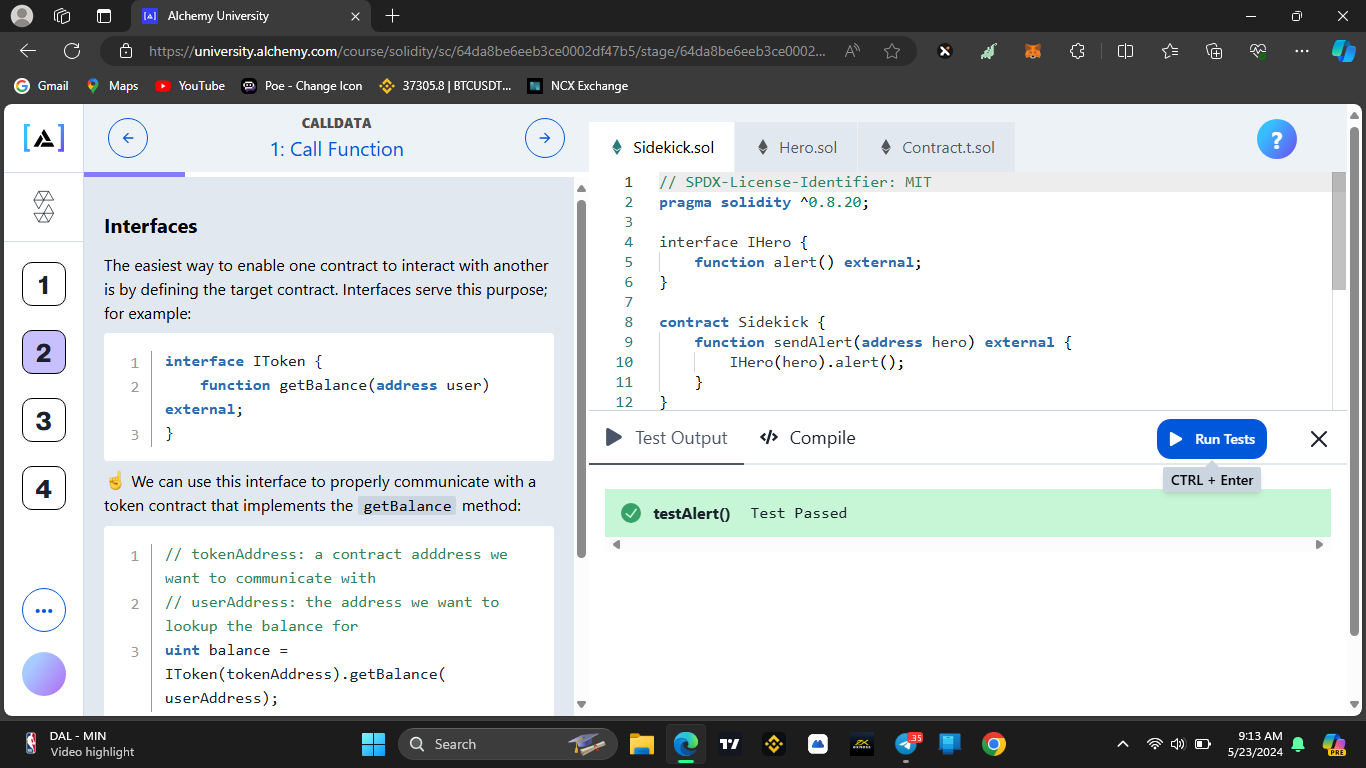 Alchemy University
https://university.alchemy.com/course/solidity/sc/64da8be6eeb3ce0002df47b5/stage/64da8be6eeb3ce0002...
Gmail
Maps
YouTube
Poe - Change Icon
37305.8 | BTCUSDT...
NCX Exchange
CALLDATA
1: Call Function
1
2
3
4
Interfaces
The easiest way to enable one contract to interact with another
is by defining the target contract. Interfaces serve this purpose;
for example:
1 interface IToken {
2 function getBalance(address user)
external;
3 }
☝️ We can use this interface to properly communicate with a
token contract that implements the getBalance method:
1 // tokenAddress: a contract adddress we
want to communicate with
2 // userAddress: the address we want to
lookup the balance for
3 uint balance =
IToken(tokenAddress).getBalance(
userAddress);
Sidekick.sol
Hero.sol
Contract.t.sol
?
1 // SPDX-License-Identifier: MIT
2 pragma solidity ^0.8.20;
3
4 interface IHero {
5 function alert() external;
6 }
7
8 contract Sidekick {
9 function sendAlert(address hero) external {
10 IHero(hero).alert();
11 }
12 }
Test Output
Compile
Run Tests
CTRL + Enter
testAlert() Test Passed
DAL - MIN
Video highlight
Search
35
9:13 AM
5/23/2024
PRE